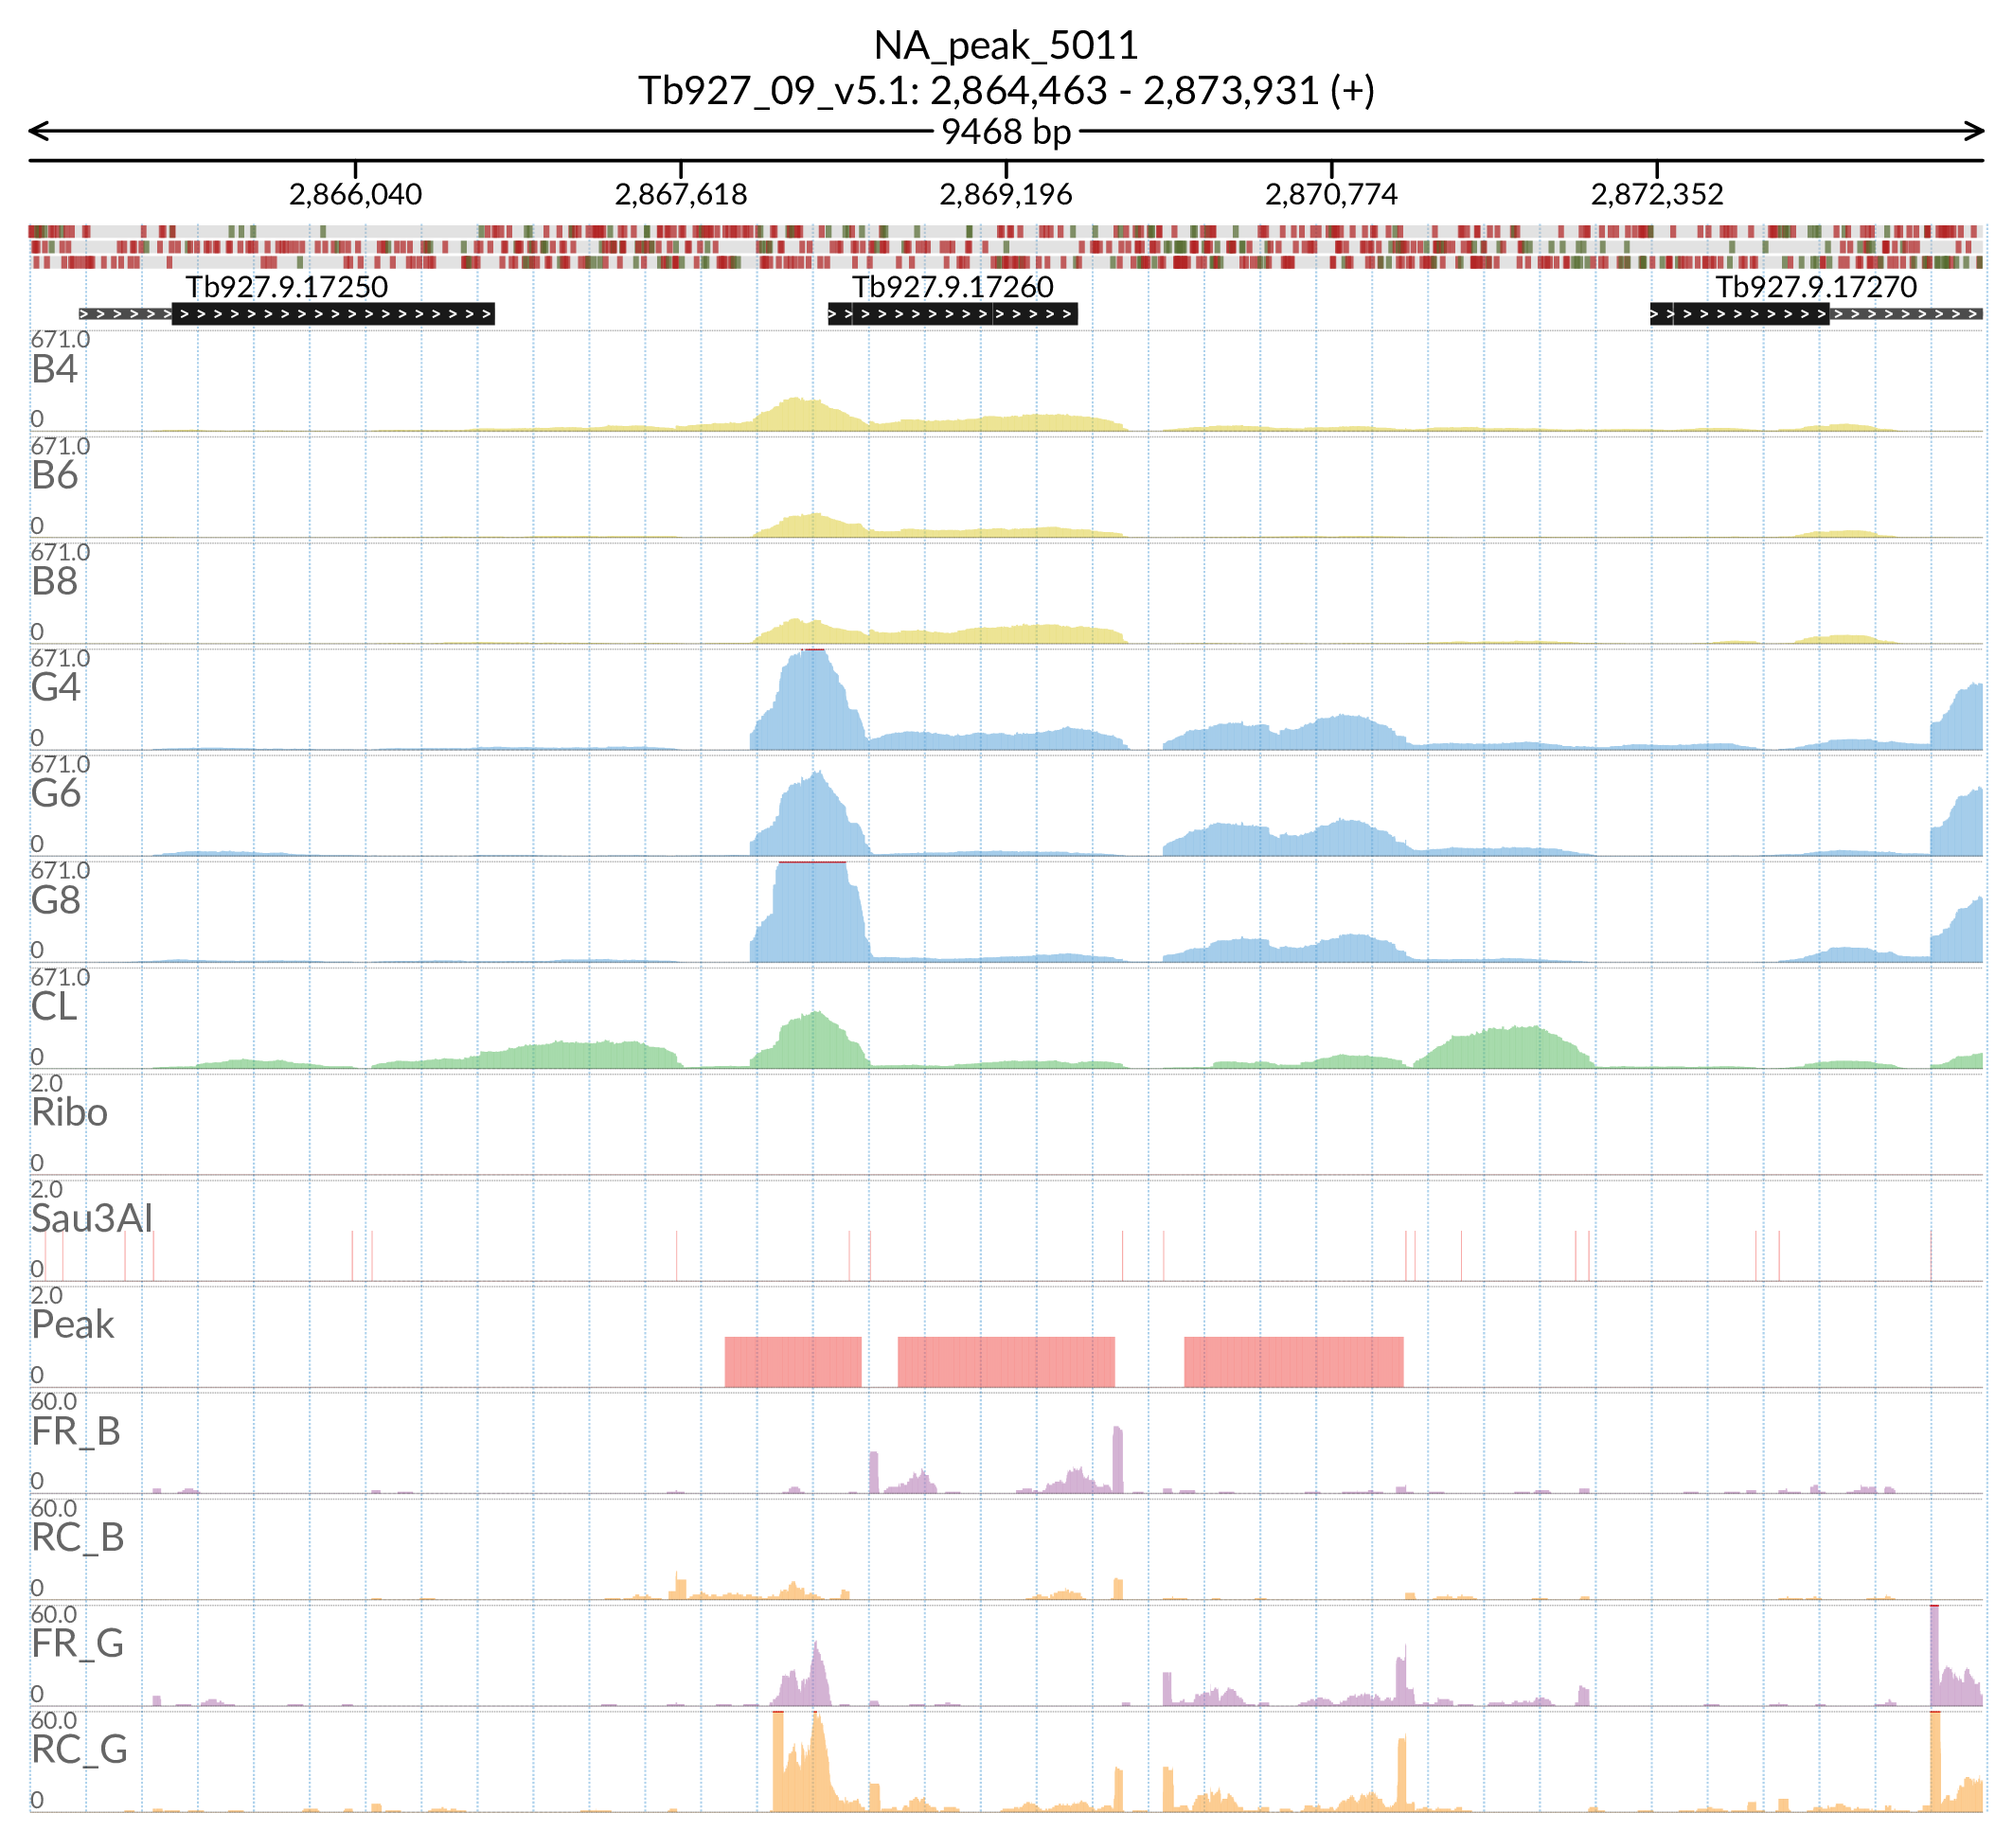 NA_peak_5011
Tb927_09_v5.1: 2,864,463 - 2,873,931 (+)
9468 bp
2,866,040 2,867,618 2,869,196 2,870,774 2,872,352
Tb927.9.17250 Tb927.9.17260 Tb927.9.17270
671.0
B4
0
671.0
B6
0
671.0
B8
0
671.0
G4
0
671.0
G6
0
671.0
G8
0
671.0
CL
0
2.0
Ribo
0
2.0
Sau3AI
0
2.0
Peak
0
60.0
FR_B
0
60.0
RC_B
0
60.0
FR_G
0
60.0
RC_G
0